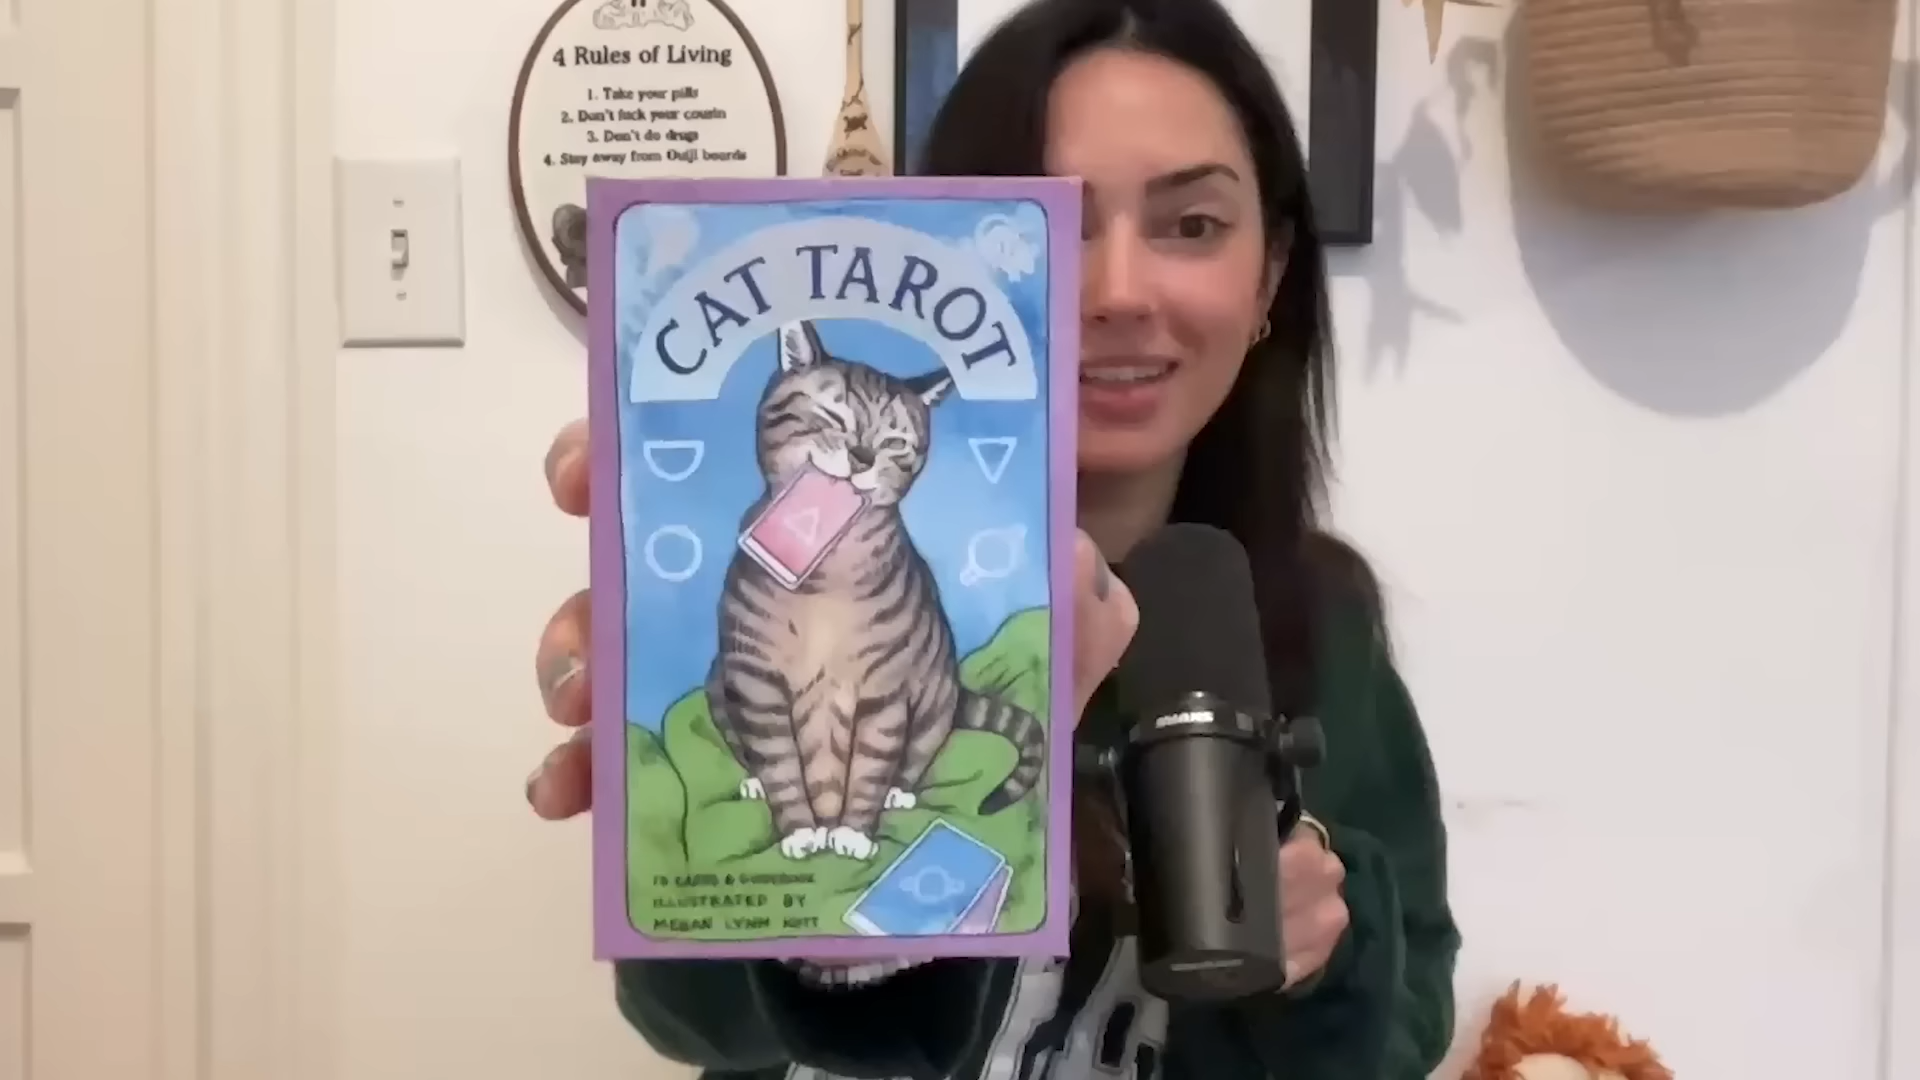 4 Rules of Living
1. Take your pills
2. Don't fuck your cousin
3. Don't do drugs
4. Stay away from Ouiji boards
CAT TAROT
78 CARDS & GUIDEBOOK
ILLUSTRATED BY
MEGAN LYNN KOTT